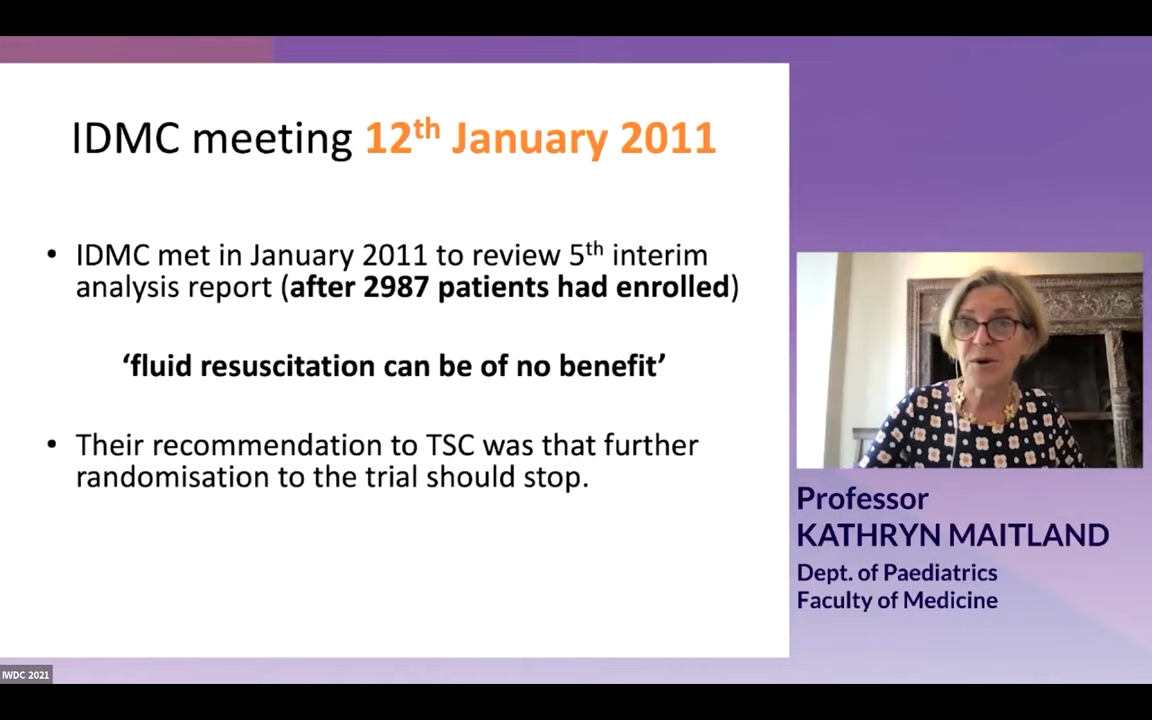 IDMC meeting 12th January 2011
• IDMC met in January 2011 to review 5th interim
analysis report (after 2987 patients had enrolled)
‘fluid resuscitation can be of no benefit’
• Their recommendation to TSC was that further
randomisation to the trial should stop.
Professor
KATHRYN MAITLAND
Dept. of Paediatrics
Faculty of Medicine
IWDC 2021